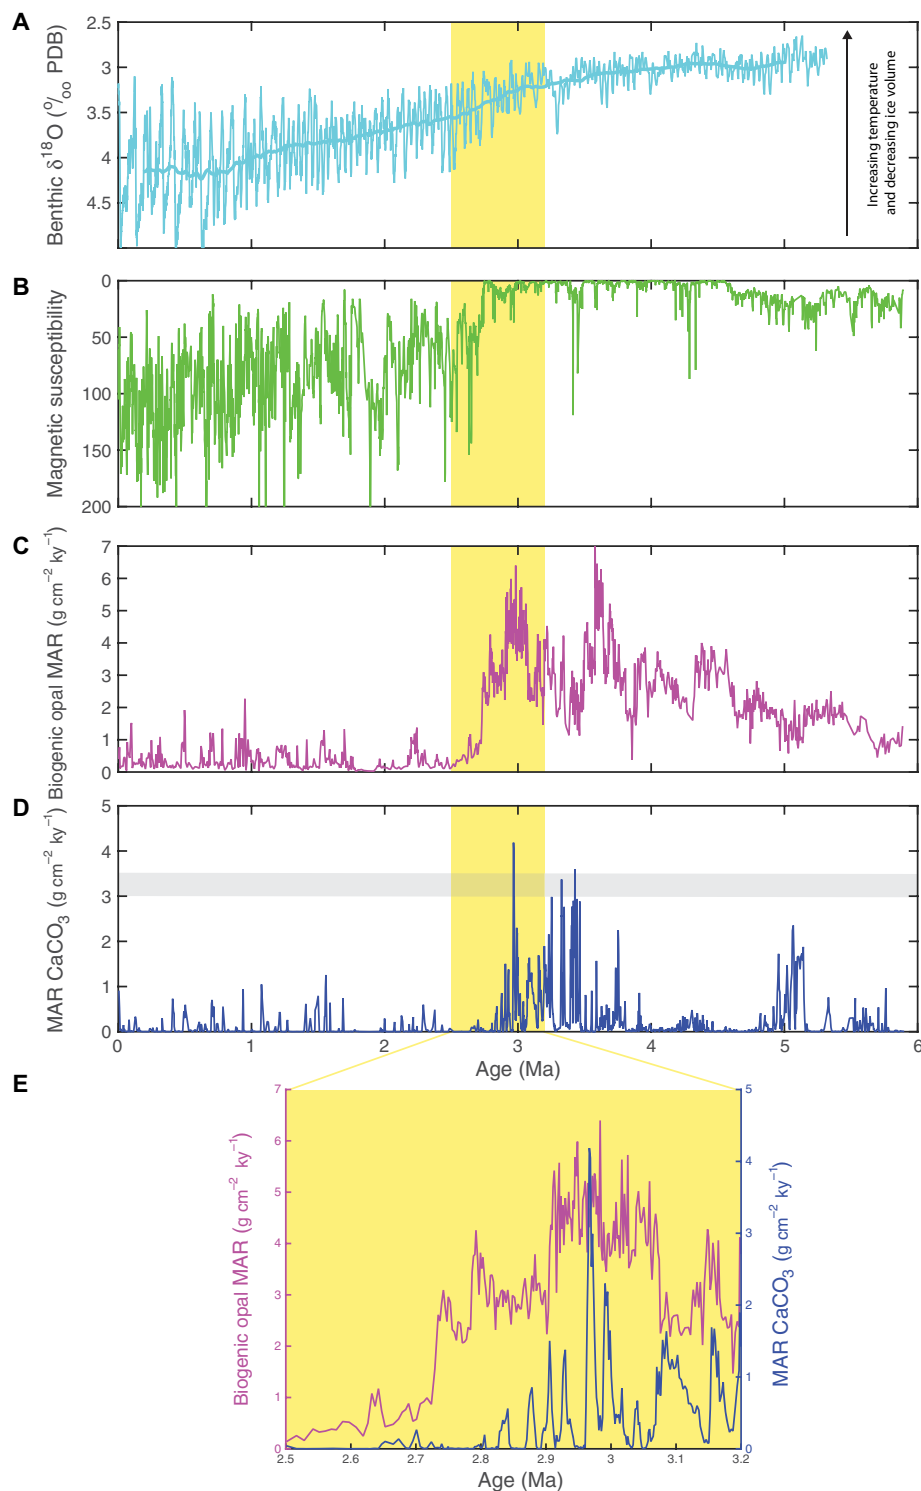 A
2.5
3
3.5
4
4.5
Benthic δ18O (o/oo PDB)
Increasing temperature
and decreasing ice volume
B
0
50
100
150
200
Magnetic susceptibility
C
7
6
5
4
3
2
1
0
Biogenic opal MAR (g cm−2 ky−1)
D
5
4
3
2
1
0
MAR CaCO3 (g cm−2 ky−1)
0 1 2 3 4 5 6
Age (Ma)
E
7
6
5
4
3
2
1
0
Biogenic opal MAR (g cm−2 ky−1)
5
4
3
2
1
0
MAR CaCO3 (g cm−2 ky−1)
2.5 2.6 2.7 2.8 2.9 3 3.1 3.2
Age (Ma)